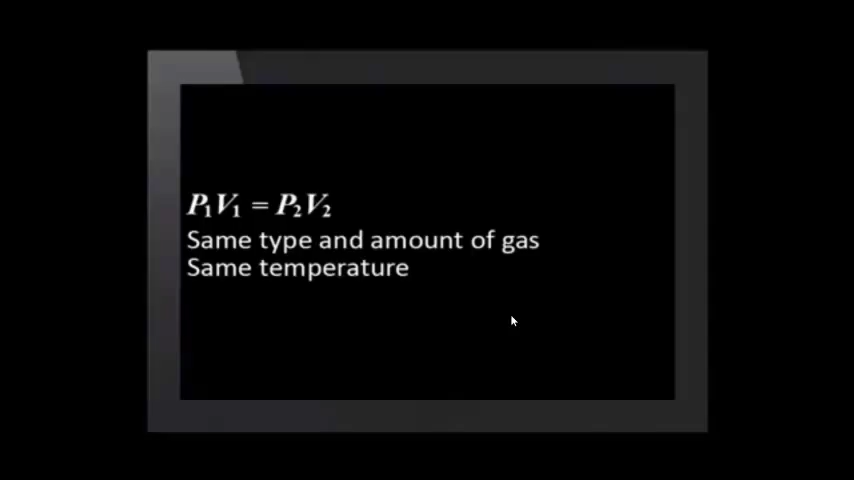 P₁V₁ = P₂V₂
Same type and amount of gas
Same temperature